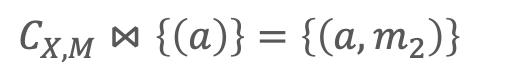 C_{X,M} ⋈ {(a)} = {(a, m_2)}